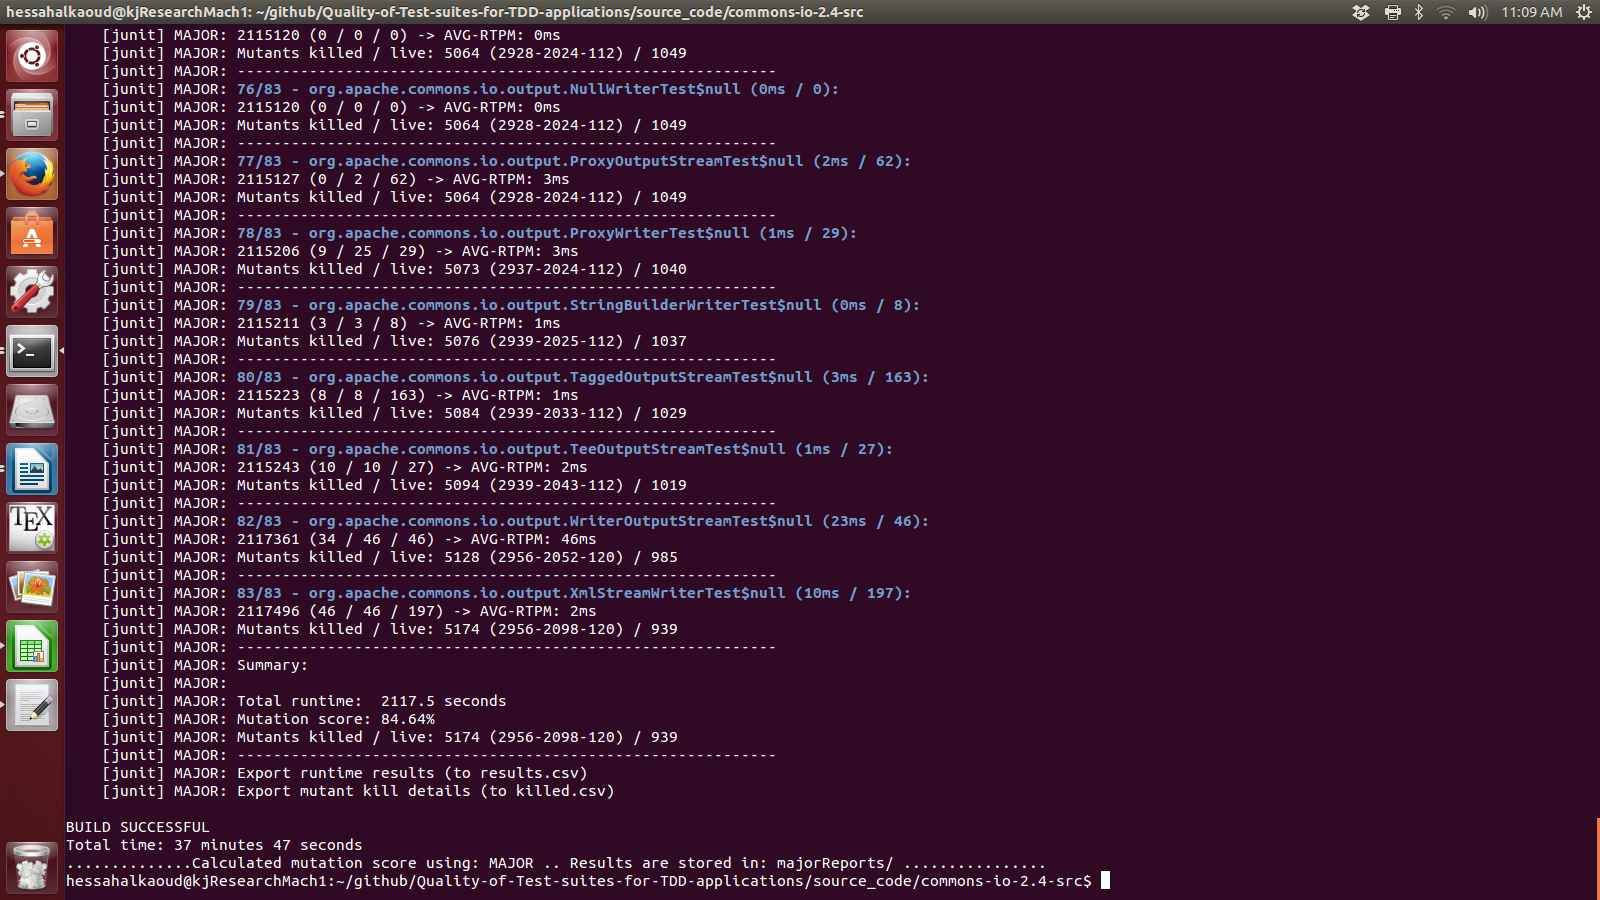 hessahalkaoud@kjResearchMach1: ~/github/Quality-of-Test-suites-for-TDD-applications/source_code/commons-io-2.4-src 11:09 AM
[junit] MAJOR: 2115120 (0 / 0 / 0) -> AVG-RTPM: 0ms
[junit] MAJOR: Mutants killed / live: 5064 (2928-2024-112) / 1049
[junit] MAJOR: ------------------------------------------------------------
[junit] MAJOR: 76/83 - org.apache.commons.io.output.NullWriterTest$null (0ms / 0):
[junit] MAJOR: 2115120 (0 / 0 / 0) -> AVG-RTPM: 0ms
[junit] MAJOR: Mutants killed / live: 5064 (2928-2024-112) / 1049
[junit] MAJOR: ------------------------------------------------------------
[junit] MAJOR: 77/83 - org.apache.commons.io.output.ProxyOutputStreamTest$null (2ms / 62):
[junit] MAJOR: 2115127 (0 / 2 / 62) -> AVG-RTPM: 3ms
[junit] MAJOR: Mutants killed / live: 5064 (2928-2024-112) / 1049
[junit] MAJOR: ------------------------------------------------------------
[junit] MAJOR: 78/83 - org.apache.commons.io.output.ProxyWriterTest$null (1ms / 29):
[junit] MAJOR: 2115206 (9 / 25 / 29) -> AVG-RTPM: 3ms
[junit] MAJOR: Mutants killed / live: 5073 (2937-2024-112) / 1040
[junit] MAJOR: ------------------------------------------------------------
[junit] MAJOR: 79/83 - org.apache.commons.io.output.StringBuilderWriterTest$null (0ms / 8):
[junit] MAJOR: 2115211 (3 / 3 / 8) -> AVG-RTPM: 1ms
[junit] MAJOR: Mutants killed / live: 5076 (2939-2025-112) / 1037
[junit] MAJOR: ------------------------------------------------------------
[junit] MAJOR: 80/83 - org.apache.commons.io.output.TaggedOutputStreamTest$null (3ms / 163):
[junit] MAJOR: 2115223 (8 / 8 / 163) -> AVG-RTPM: 1ms
[junit] MAJOR: Mutants killed / live: 5084 (2939-2033-112) / 1029
[junit] MAJOR: ------------------------------------------------------------
[junit] MAJOR: 81/83 - org.apache.commons.io.output.TeeOutputStreamTest$null (1ms / 27):
[junit] MAJOR: 2115243 (10 / 10 / 27) -> AVG-RTPM: 2ms
[junit] MAJOR: Mutants killed / live: 5094 (2939-2043-112) / 1019
[junit] MAJOR: ------------------------------------------------------------
[junit] MAJOR: 82/83 - org.apache.commons.io.output.WriterOutputStreamTest$null (23ms / 46):
[junit] MAJOR: 2117361 (34 / 46 / 46) -> AVG-RTPM: 46ms
[junit] MAJOR: Mutants killed / live: 5128 (2956-2052-120) / 985
[junit] MAJOR: ------------------------------------------------------------
[junit] MAJOR: 83/83 - org.apache.commons.io.output.XmlStreamWriterTest$null (10ms / 197):
[junit] MAJOR: 2117496 (46 / 46 / 197) -> AVG-RTPM: 2ms
[junit] MAJOR: Mutants killed / live: 5174 (2956-2098-120) / 939
[junit] MAJOR: ------------------------------------------------------------
[junit] MAJOR: Summary:
[junit] MAJOR:
[junit] MAJOR: Total runtime:  2117.5 seconds
[junit] MAJOR: Mutation score: 84.64%
[junit] MAJOR: Mutants killed / live: 5174 (2956-2098-120) / 939
[junit] MAJOR: ------------------------------------------------------------
[junit] MAJOR: Export runtime results (to results.csv)
[junit] MAJOR: Export mutant kill details (to killed.csv)
BUILD SUCCESSFUL
Total time: 37 minutes 47 seconds
..............Calculated mutation score using: MAJOR .. Results are stored in: majorReports/ ................
hessahalkaoud@kjResearchMach1:~/github/Quality-of-Test-suites-for-TDD-applications/source_code/commons-io-2.4-src$
TEX